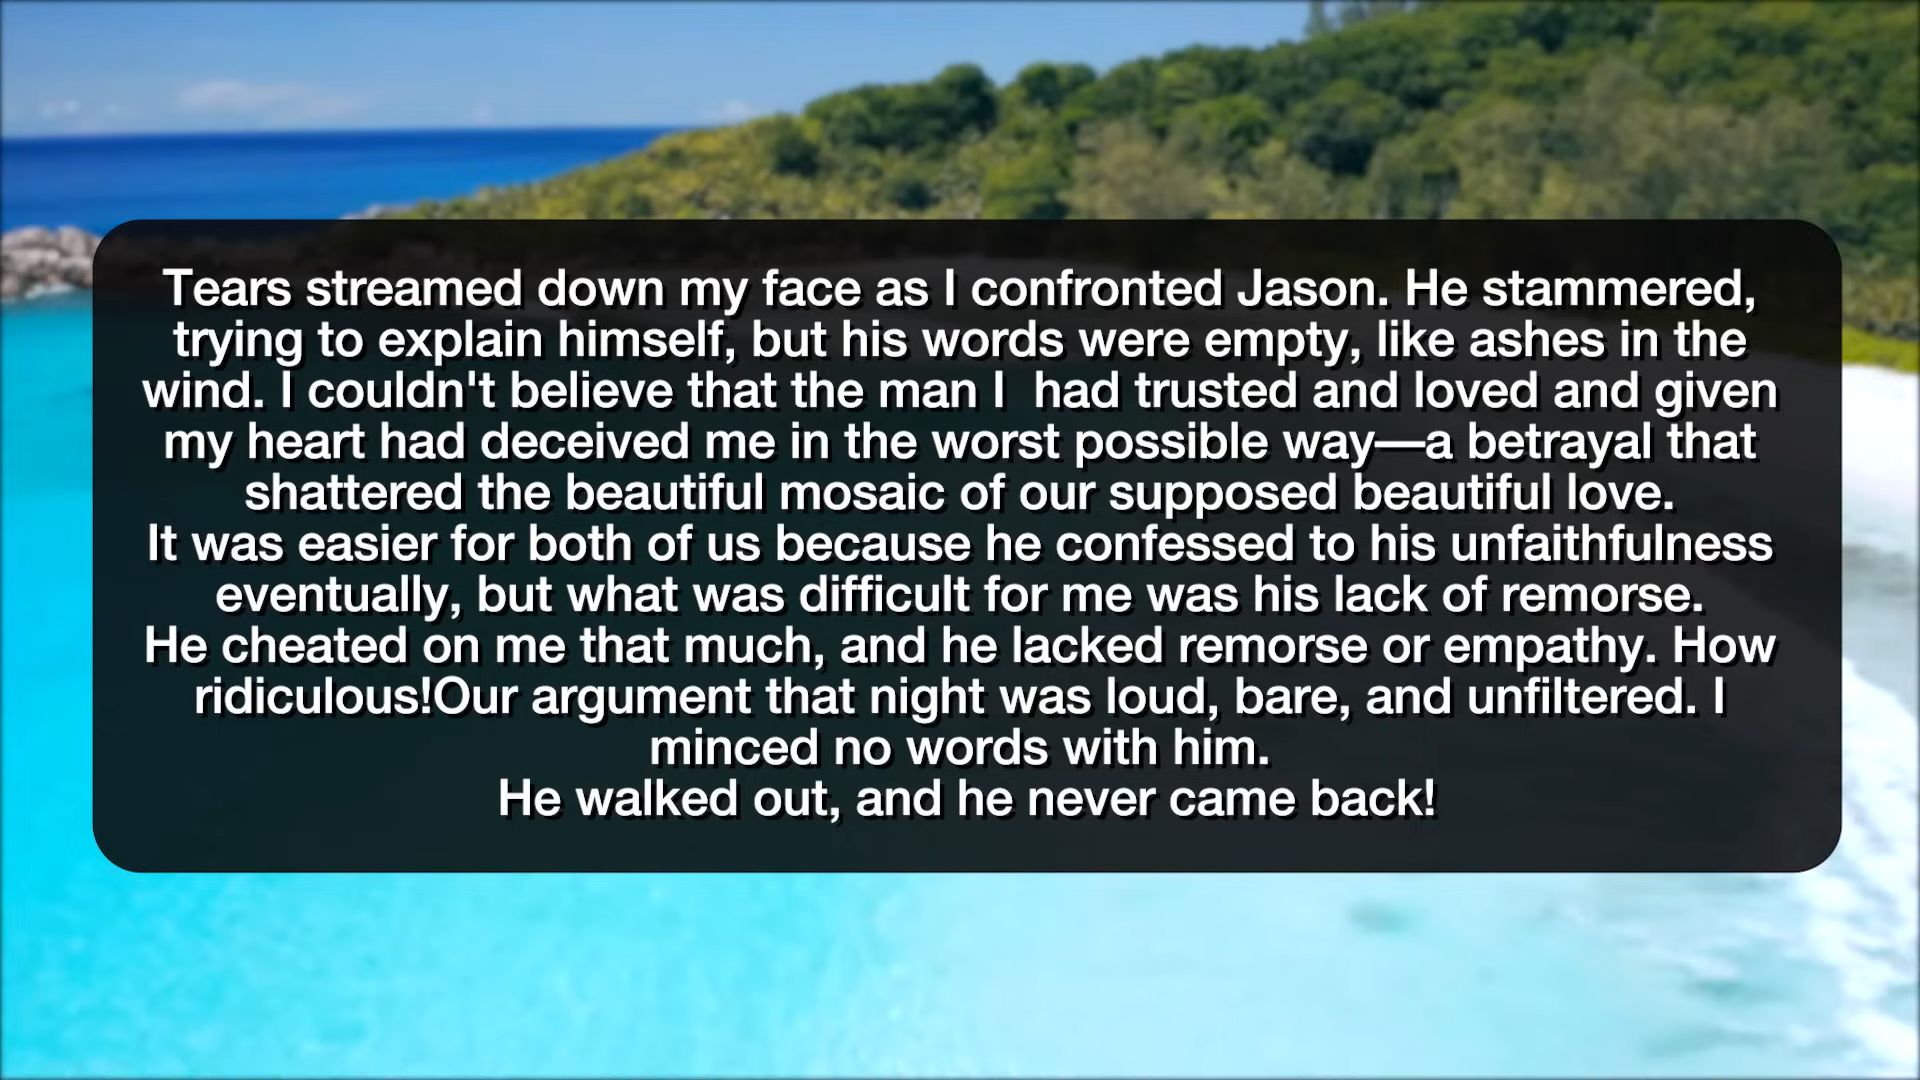 Tears streamed down my face as I confronted Jason. He stammered,
trying to explain himself, but his words were empty, like ashes in the
wind. I couldn't believe that the man I  had trusted and loved and given
my heart had deceived me in the worst possible way—a betrayal that
shattered the beautiful mosaic of our supposed beautiful love.
It was easier for both of us because he confessed to his unfaithfulness
eventually, but what was difficult for me was his lack of remorse.
He cheated on me that much, and he lacked remorse or empathy. How
ridiculous!Our argument that night was loud, bare, and unfiltered. I
minced no words with him.
He walked out, and he never came back!